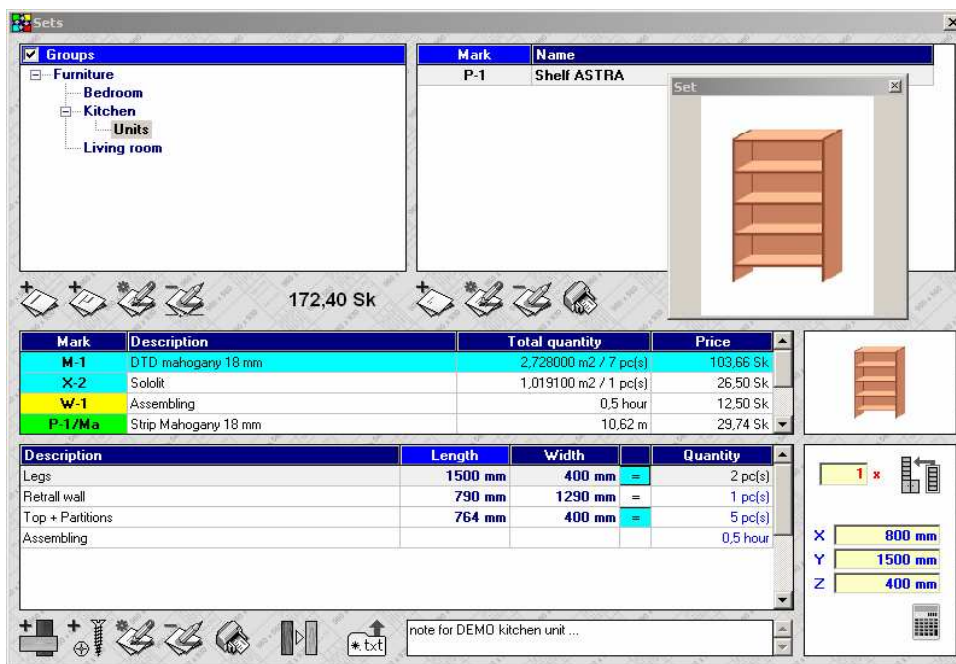 Sets
Groups
Furniture
Bedroom
Kitchen
Units
Living room
Mark Name
P-1 Shelf ASTRA
Set
172,40 Sk
Mark Description Total quantity Price
M-1 DTD mahogany 18 mm 2,728000 m2 / 7 pc(s) 103,66 Sk
X-2 Sololit 1,019100 m2 / 1 pc(s) 26,50 Sk
W-1 Assembling 0,5 hour 12,50 Sk
P-1/Ma Strip Mahogany 18 mm 10,62 m 29,74 Sk
Description Length Width Quantity
Legs 1500 mm 400 mm = 2 pc(s)
Retrall wall 790 mm 1290 mm = 1 pc(s)
Top + Partitions 764 mm 400 mm = 5 pc(s)
Assembling 0,5 hour
1 x
X 800 mm
Y 1500 mm
Z 400 mm
*.txt
note for DEMO kitchen unit ...